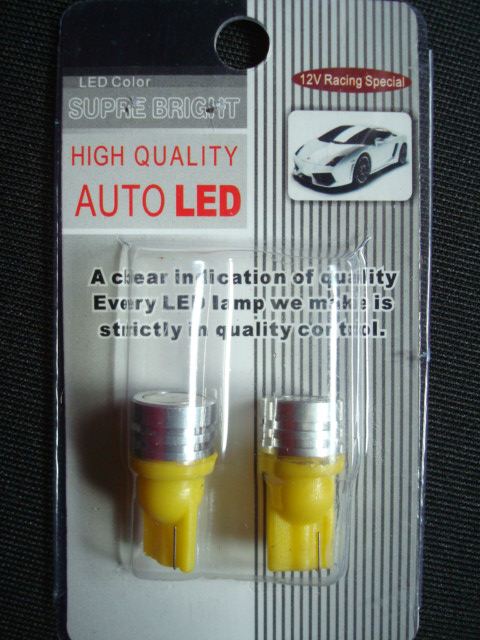 LED Color
SUPRE BRIGHT
12V Racing Special
HIGH QUALITY
AUTO LED
A clear indication of quality
Every LED lamp we make is
strictly in quality control.